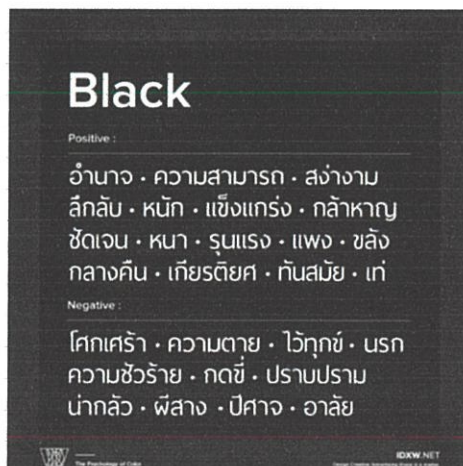 Black
Positive :
อำนาจ · ความสามารถ · สง่างาม
ลึกลับ · หนัก · แข็งแกร่ง · กล้าหาญ
ชัดเจน · หนา · รุนแรง · แพง · ขลัง
กลางคืน · เกียรติยศ · ทันสมัย · เท่
Negative :
โศกเศร้า · ความตาย · ไว้ทุกข์ · นรก
ความชั่วร้าย · กดขี่ · ปราบปราม
น่ากลัว · ผีสาง · ปีศาจ · อาลัย
The Psychology of Color
IDXW.NET